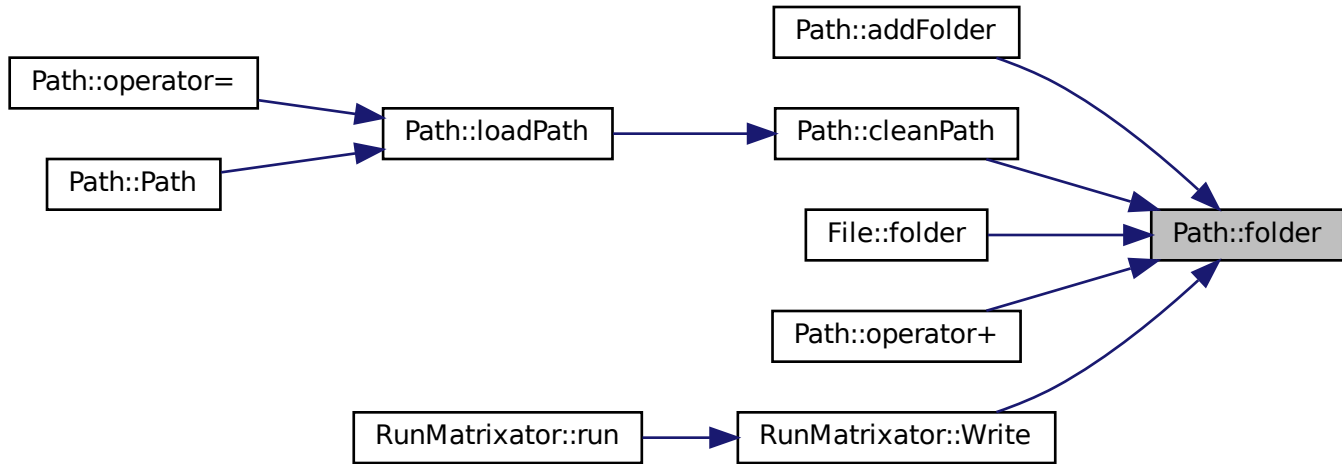 Path::addFolder
Path::operator=
Path::loadPath
Path::cleanPath
Path::Path
File::folder
Path::folder
Path::operator+
RunMatrixator::run
RunMatrixator::Write